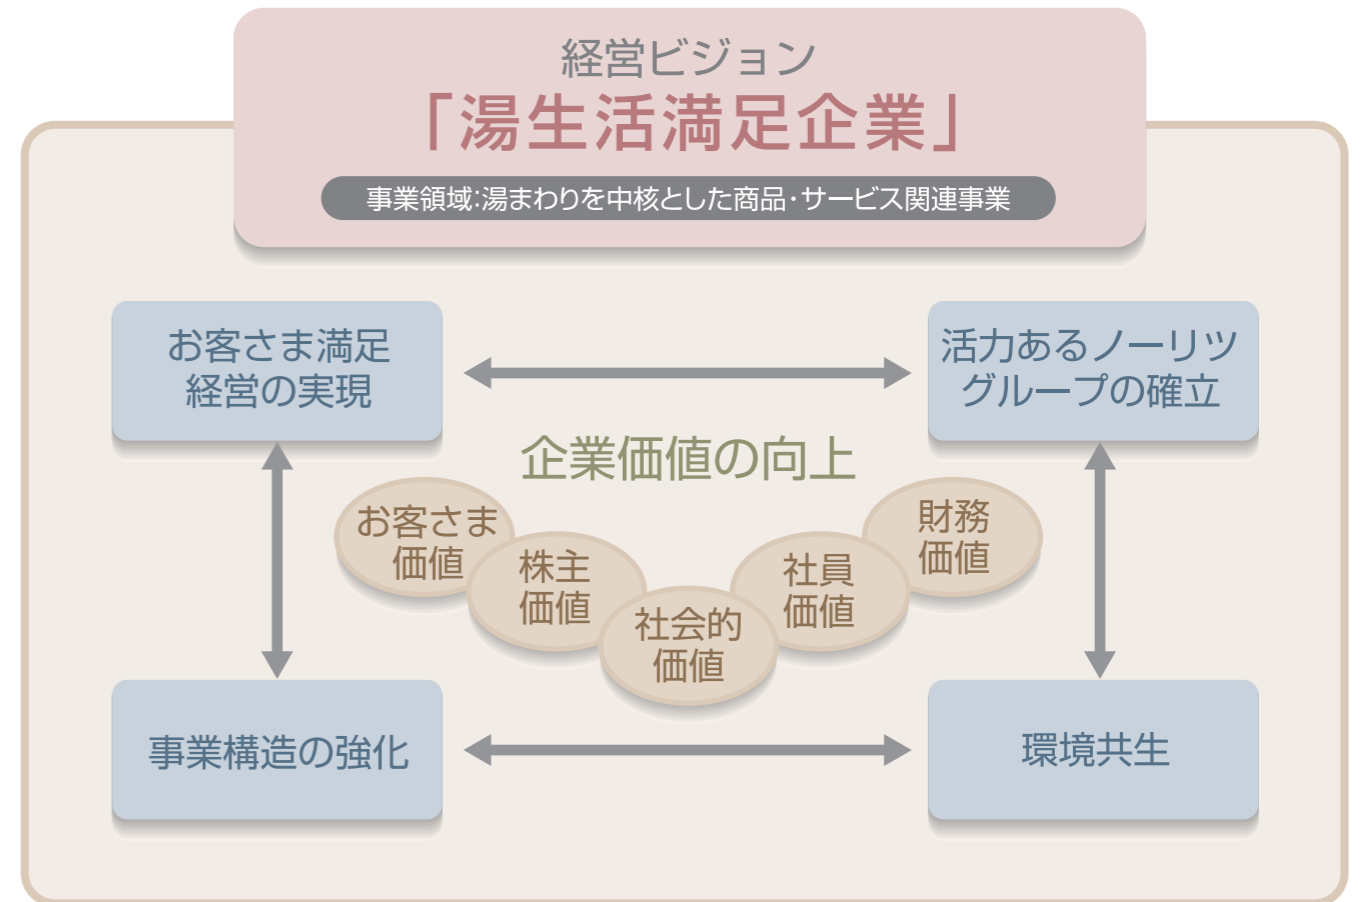 経営ビジョン
「湯生活満足企業」
事業領域：湯まわりを中核とした商品・サービス関連事業
お客さま満足
経営の実現
活力あるノーリツ
グループの確立
企業価値の向上
お客さま
価値
株主
価値
社会的
価値
社員
価値
財務
価値
事業構造の強化
環境共生